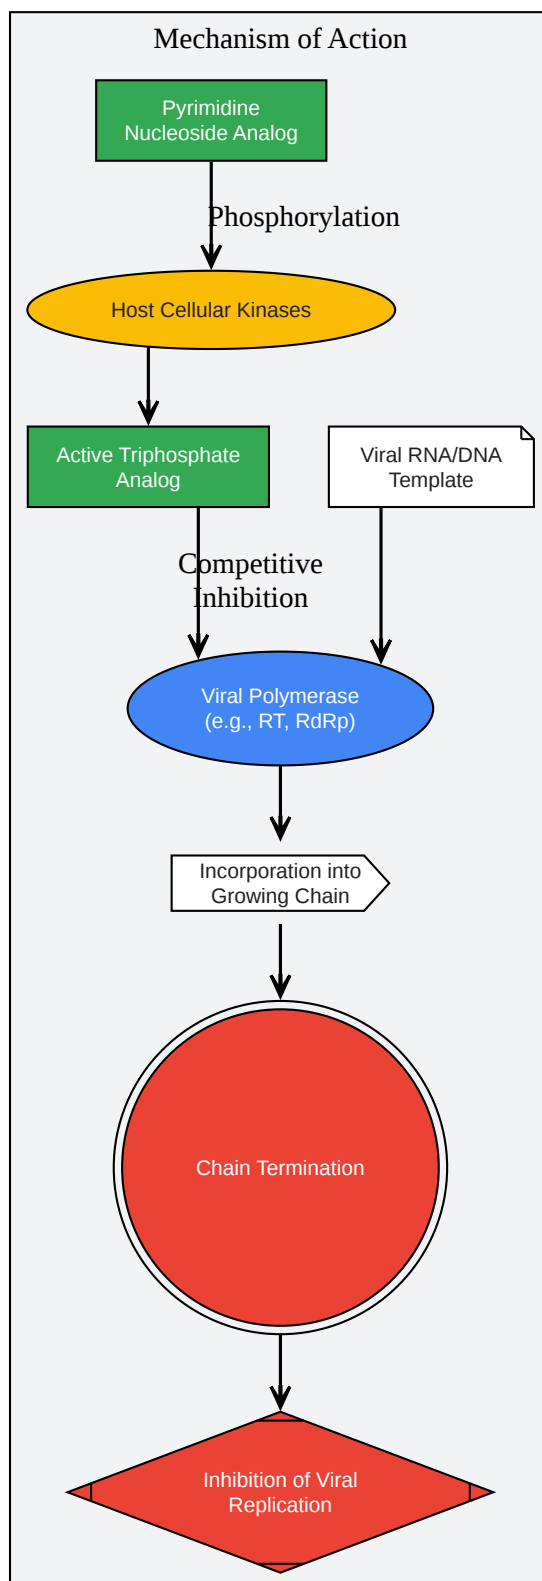 Mechanism of Action
Pyrimidine
Nucleoside Analog
Phosphorylation
Host Cellular Kinases
Active Triphosphate
Analog
Viral RNA/DNA
Template
Competitive
Inhibition
Viral Polymerase
(e.g., RT, RdRp)
Incorporation into
Growing Chain
Chain Termination
Inhibition of Viral
Replication